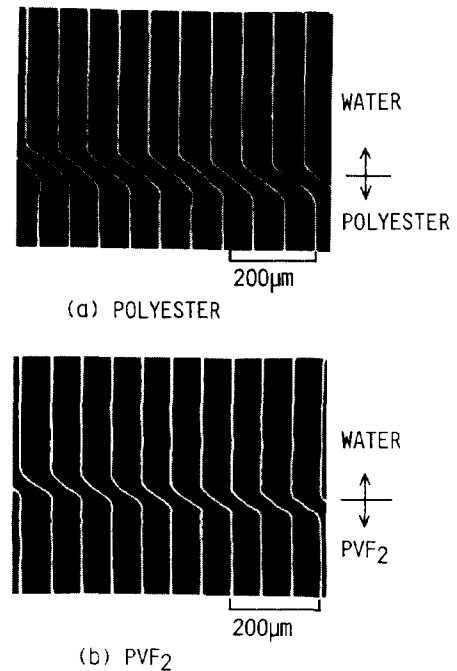 WATER
POLYESTER
200μm
(a) POLYESTER
WATER
PVF₂
200μm
(b) PVF₂